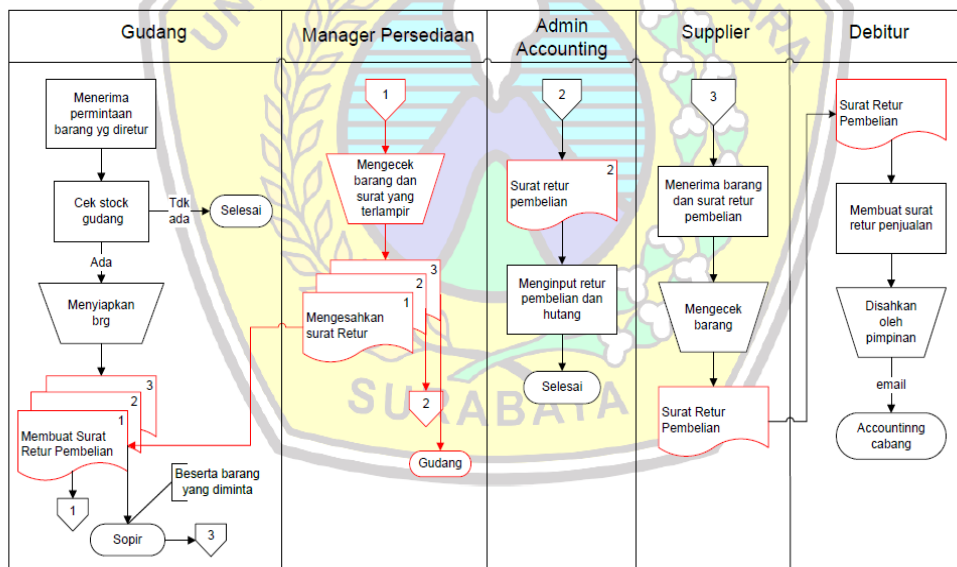 Gudang
Manager Persediaan
Admin
Accounting
Supplier
Debitur
Menerima
permintaan
barang yg diretur
Cek stock
gudang
Tdk
ada
Selesai
Ada
Menyiapkan
brg
3
2
1
Membuat Surat
Retur Pembelian
1
Beserta barang
yang diminta
Sopir
3
1
Mengecek
barang dan
surat yang
terlampir
3
2
1
Mengesahkan
surat Retur
2
Gudang
2
2
Surat retur
pembelian
Menginput retur
pembelian dan
hutang
Selesai
3
Menerima barang
dan surat retur
pembelian
Mengecek
barang
Surat Retur
Pembelian
Surat Retur
Pembelian
Membuat surat
retur penjualan
Disahkan
oleh
pimpinan
email
Accountinng
cabang
SURABAYA